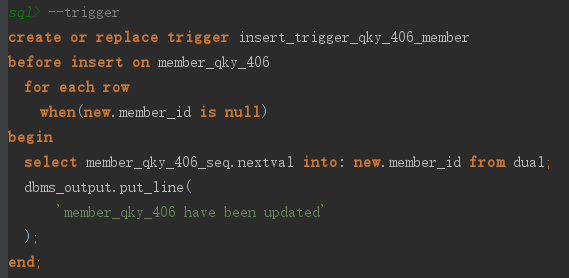 sql> --trigger
create or replace trigger insert_trigger_qky_406_member
before insert on member_qky_406
for each row
when(new.member_id is null)
begin
select member_qky_406_seq.nextval into: new.member_id from dual;
dbms_output.put_line(
'member_qky_406 have been updated'
);
end;